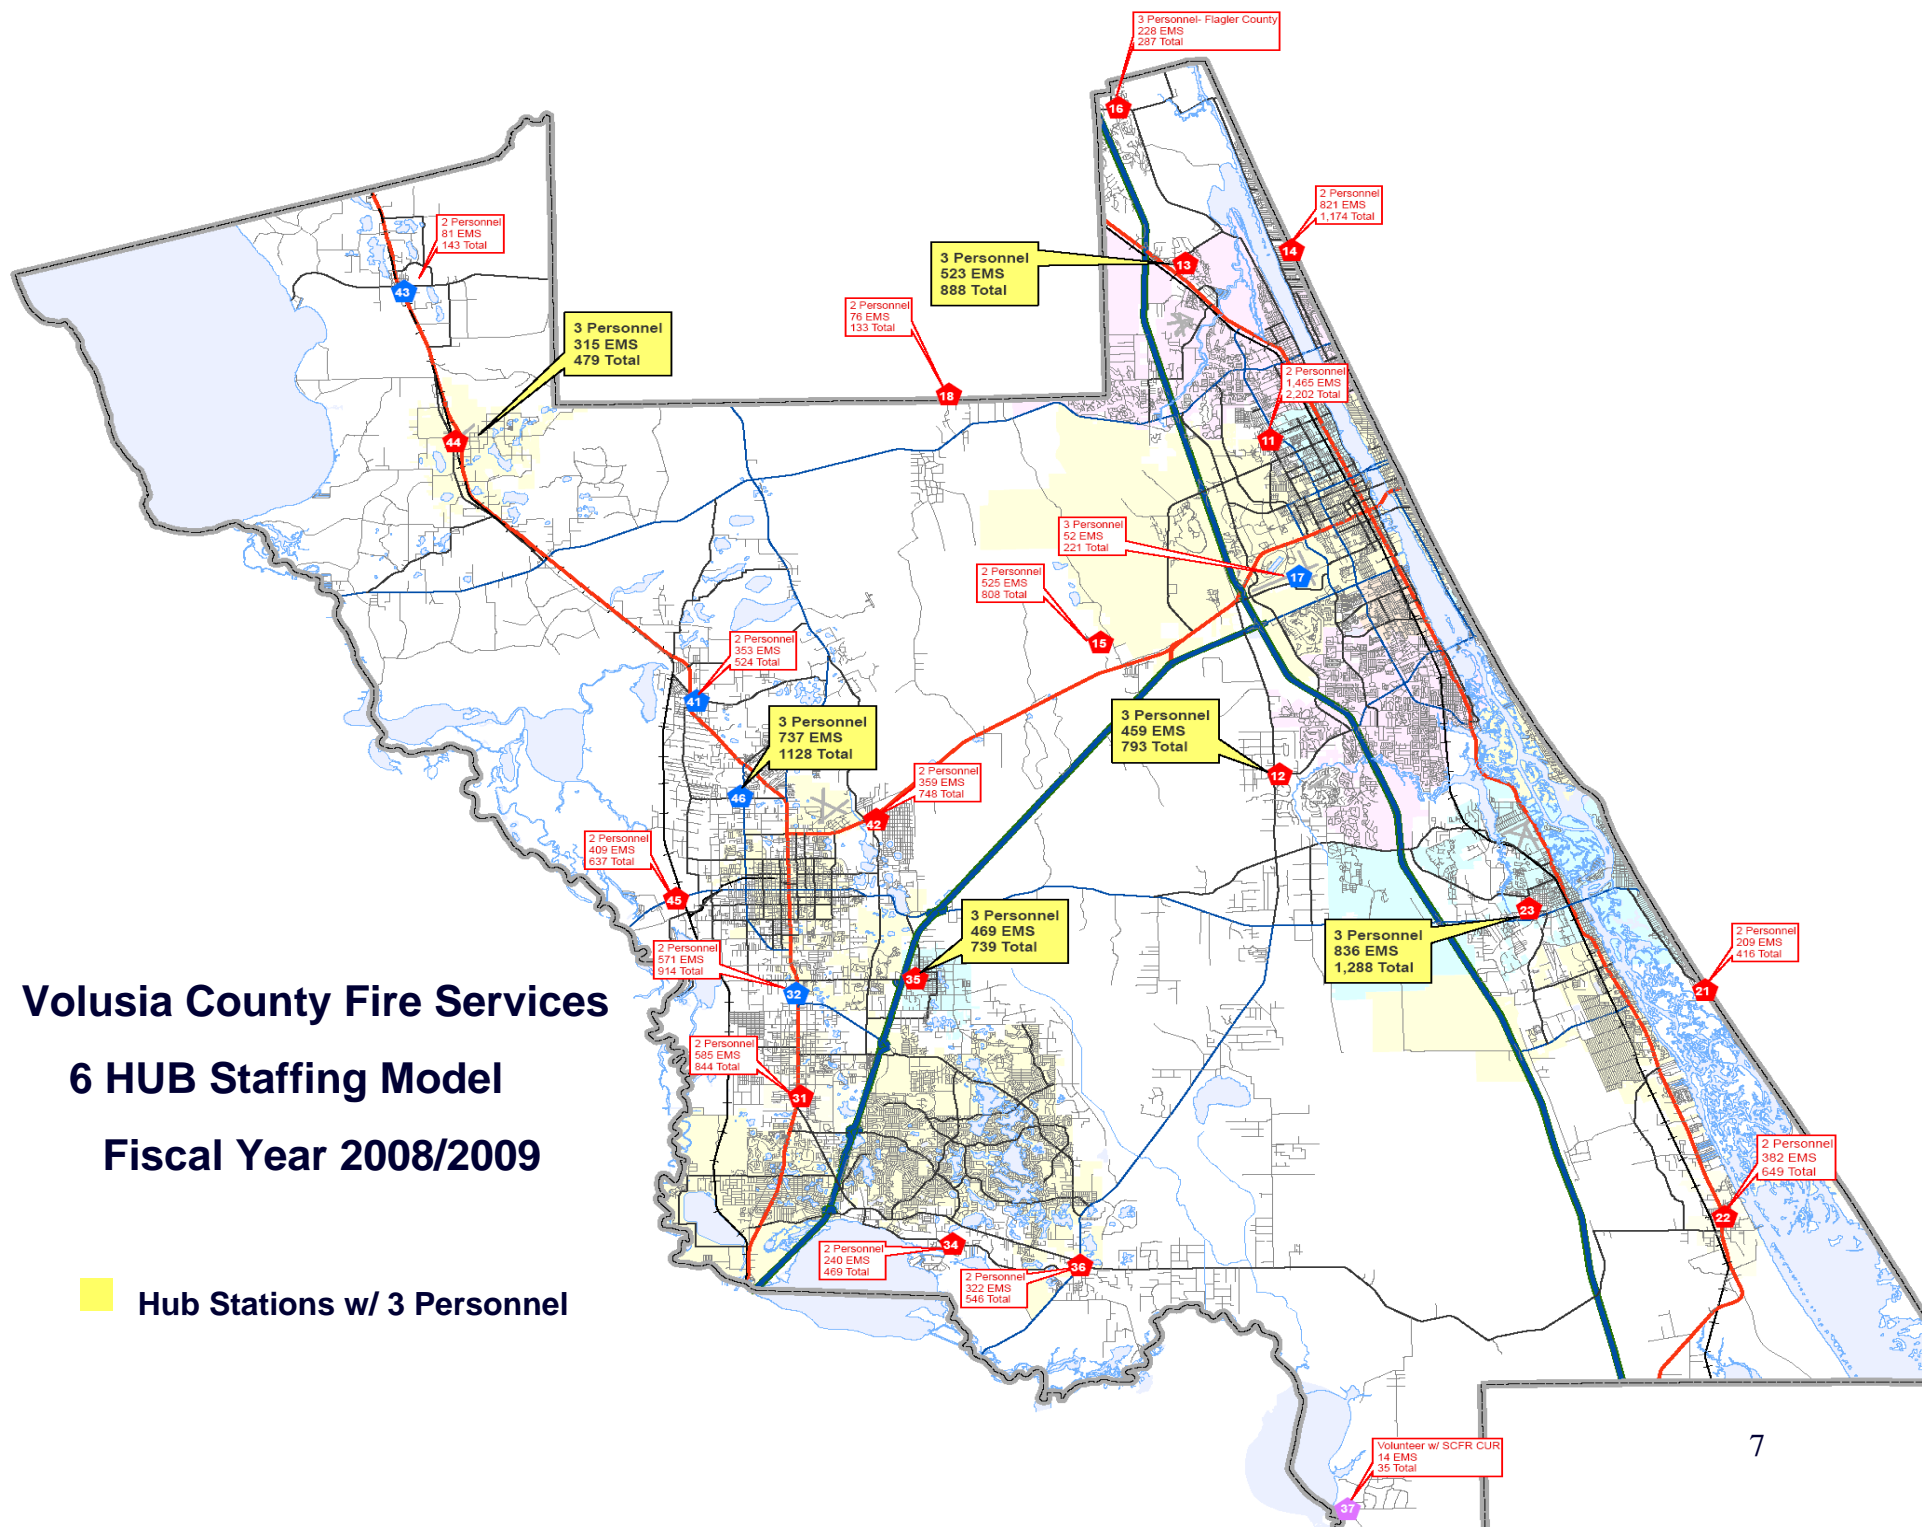 3 Personnel- Flagler County
228 EMS
287 Total
16
2 Personnel
821 EMS
1,174 Total
14
2 Personnel
81 EMS
143 Total
43
3 Personnel
523 EMS
888 Total
13
2 Personnel
76 EMS
133 Total
18
3 Personnel
315 EMS
479 Total
44
2 Personnel
1,465 EMS
2,202 Total
11
3 Personnel
52 EMS
221 Total
17
2 Personnel
525 EMS
808 Total
15
2 Personnel
353 EMS
524 Total
41
3 Personnel
737 EMS
1128 Total
46
3 Personnel
459 EMS
793 Total
12
2 Personnel
359 EMS
748 Total
42
2 Personnel
409 EMS
637 Total
45
3 Personnel
469 EMS
739 Total
35
3 Personnel
836 EMS
1,288 Total
23
2 Personnel
209 EMS
416 Total
21
2 Personnel
571 EMS
914 Total
32
Volusia County Fire Services
6 HUB Staffing Model
Fiscal Year 2008/2009
2 Personnel
585 EMS
844 Total
31
2 Personnel
382 EMS
649 Total
22
2 Personnel
240 EMS
469 Total
34
2 Personnel
322 EMS
546 Total
36
Hub Stations w/ 3 Personnel
Volunteer w/ SCFR CUR
14 EMS
35 Total
37
7